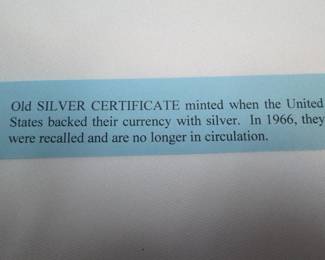 Old SILVER CERTIFICATE minted when the United
States backed their currency with silver. In 1966, they
were recalled and are no longer in circulation.